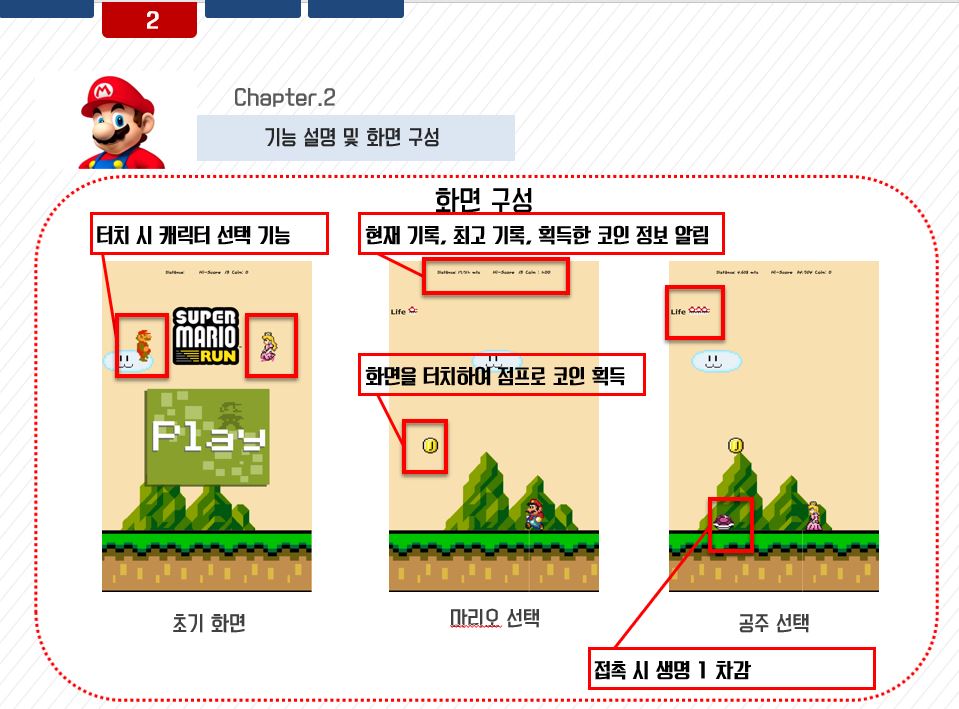 2
Chapter.2
기능 설명 및 화면 구성
화면 구성
터치 시 캐릭터 선택 기능
현재 기록, 최고 기록, 획득한 코인 정보 알림
SUPER
MARIO
RUN
Play
Life
화면을 터치하여 점프로 코인 획득
Life
초기 화면
마리오 선택
공주 선택
접촉 시 생명 1 차감